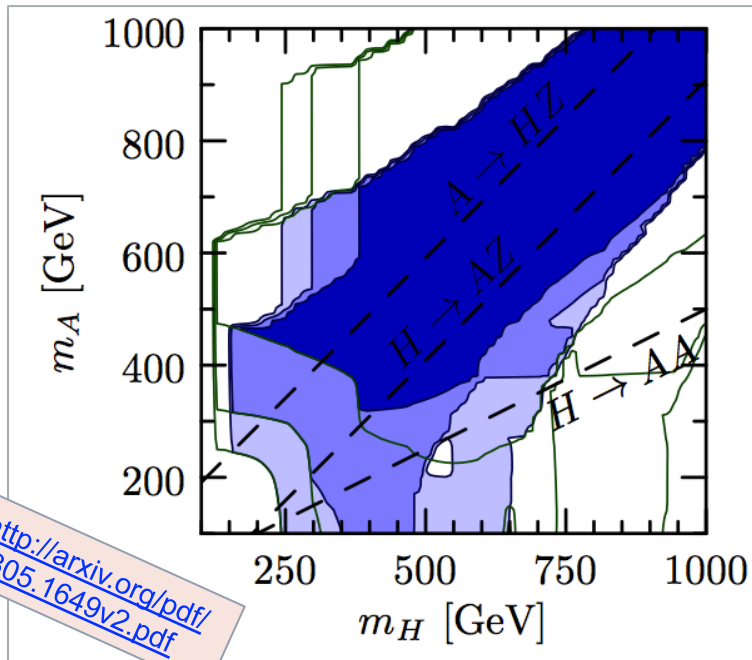 1000
800
600
400
200
m_A [GeV]
A → HZ
H → AZ
H → AA
250 500 750 1000
m_H [GeV]
ttp://arxiv.org/pdf/
305.1649v2.pdf